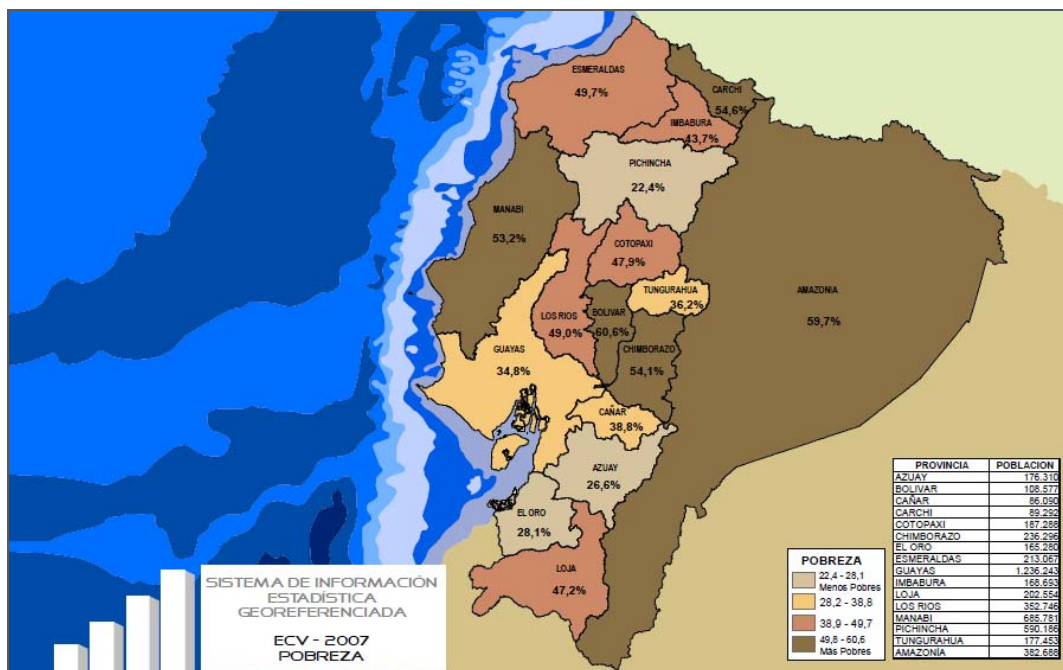 ESMERALDAS
49,7%
CARCHI
54,6%
IMBABURA
43,7%
PICHINCHA
22,4%
MANABI
53,2%
COTOPAXI
47,9%
TUNGURAHUA
36,2%
AMAZONIA
59,7%
LOS RIOS
49,0%
BOLIVAR
60,6%
GUAYAS
34,8%
CHIMBORAZO
54,1%
CAÑAR
38,8%
AZUAY
26,6%
EL ORO
28,1%
LOJA
47,2%
SISTEMA DE INFORMACIÓN
ESTADÍSTICA
GEOREFERENCIADA
ECV - 2007
POBREZA
POBREZA
22,4 - 28,1
Menos Pobres
28,2 - 38,8
38,9 - 49,7
49,8 - 60,6
Más Pobres
PROVINCIA POBLACION
AZUAY 176.310
BOLIVAR 108.577
CAÑAR 86.090
CARCHI 89.292
COTOPAXI 187.288
CHIMBORAZO 236.296
EL ORO 165.280
ESMERALDAS 213.067
GUAYAS 1.236.243
IMBABURA 168.693
LOJA 202.554
LOS RIOS 352.746
MANABI 685.781
PICHINCHA 590.186
TUNGURAHUA 177.453
AMAZONÍA 382.688